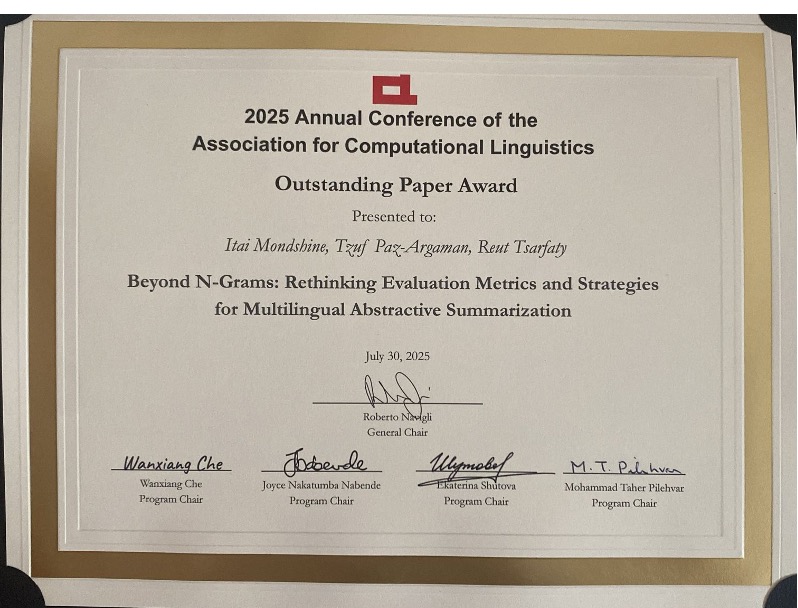 2025 Annual Conference of the
Association for Computational Linguistics
Outstanding Paper Award
Presented to:
Itai Mondshine, Tzuf Paz-Argaman, Reut Tsarfaty
Beyond N-Grams: Rethinking Evaluation Metrics and Strategies
for Multilingual Abstractive Summarization
July 30, 2025
Roberto Navigli
General Chair
Wanxiang Che
Wanxiang Che
Program Chair
Joyce Nakatumba Nabende
Program Chair
Ekaterina Shutova
Program Chair
M. T. Pilehvar
Mohammad Taher Pilehvar
Program Chair